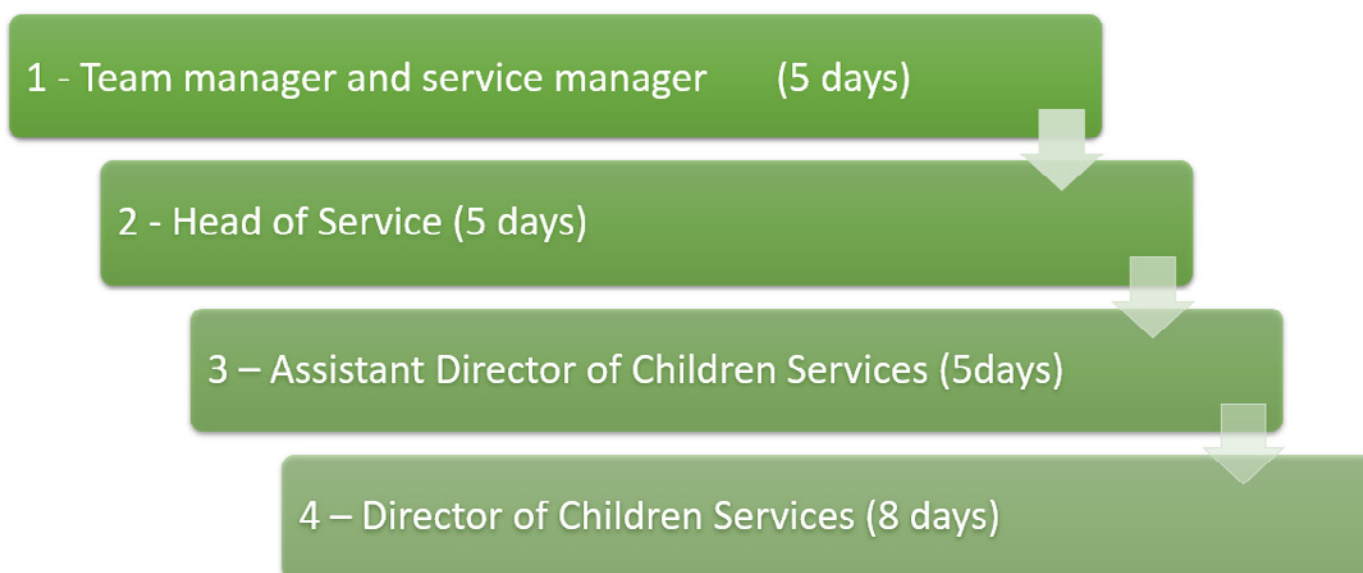 1 - Team manager and service manager (5 days)
2 - Head of Service (5 days)
3 – Assistant Director of Children Services (5days)
4 – Director of Children Services (8 days)